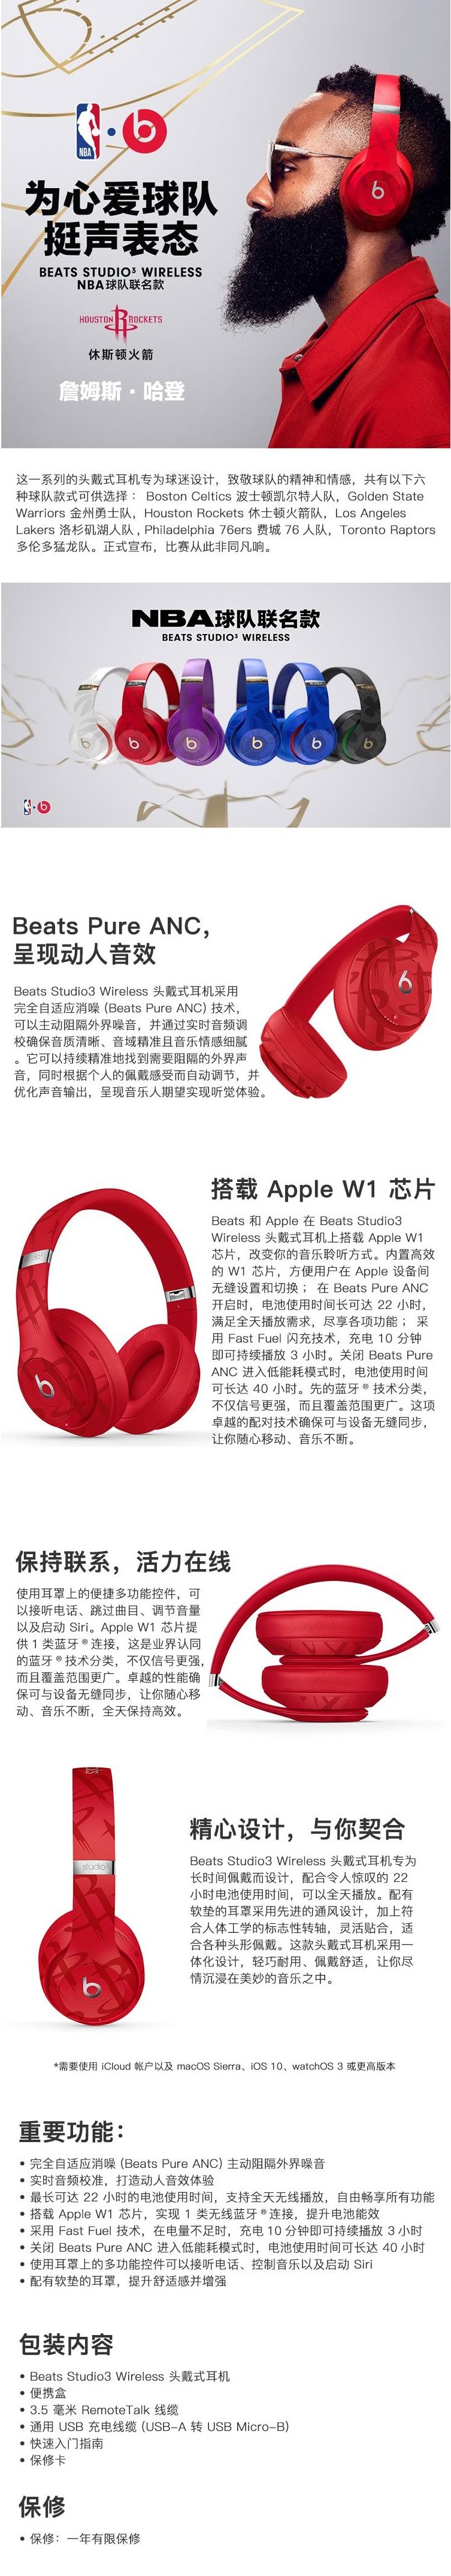 NBA
为心爱球队
挺声表态
BEATS STUDIO³ WIRELESS
NBA球队联名款
HOUSTON R ROCKETS
休斯顿火箭
詹姆斯·哈登
这一系列的头戴式耳机专为球迷设计，致敬球队的精神和情感，共有以下六
种球队款式可供选择： Boston Celtics 波士顿凯尔特人队，Golden State
Warriors 金州勇士队，Houston Rockets 休士顿火箭队，Los Angeles
Lakers 洛杉矶湖人队 , Philadelphia 76ers 费城 76 人队，Toronto Raptors
多伦多猛龙队。正式宣布，比赛从此非同凡响。
NBA球队联名款
BEATS STUDIO³ WIRELESS
Beats Pure ANC，
呈现动人音效
Beats Studio3 Wireless 头戴式耳机采用
完全自适应消噪 (Beats Pure ANC) 技术，
可以主动阻隔外界噪音，并通过实时音频调
校确保音质清晰、音域精准且音乐情感细腻
。它可以持续精准地找到需要阻隔的外界声
音，同时根据个人的佩戴感受而自动调节，并
优化声音输出，呈现音乐人期望实现听觉体验。
搭载 Apple W1 芯片
Beats 和 Apple 在 Beats Studio3
Wireless 头戴式耳机上搭载 Apple W1
芯片，改变你的音乐聆听方式。内置高效
的 W1 芯片，方便用户在 Apple 设备间
无缝设置和切换； 在 Beats Pure ANC
开启时，电池使用时间长可达 22 小时，
满足全天播放需求，尽享各项功能； 采
用 Fast Fuel 闪充技术，充电 10 分钟
即可持续播放 3 小时。关闭 Beats Pure
ANC 进入低能耗模式时，电池使用时间
可长达 40 小时。先的蓝牙 ® 技术分类，
不仅信号更强，而且覆盖范围更广。这项
卓越的配对技术确保可与设备无缝同步，
让你随心移动、音乐不断。
保持联系，活力在线
使用耳罩上的便捷多功能控件，可
以接听电话、跳过曲目、调节音量
以及启动 Siri。Apple W1 芯片提
供 1 类蓝牙 ® 连接，这是业界认同
的蓝牙 ® 技术分类，不仅信号更强，
而且覆盖范围更广。卓越的性能确
保可与设备无缝同步，让你随心移
动、音乐不断，全天保持高效。
studio³
精心设计，与你契合
Beats Studio3 Wireless 头戴式耳机专为
长时间佩戴而设计，配合令人惊叹的 22
小时电池使用时间，可以全天播放。配有
软垫的耳罩采用先进的通风设计，加上符
合人体工学的标志性转轴，灵活贴合，适
合各种头形佩戴。这款头戴式耳机采用一
体化设计，轻巧耐用、佩戴舒适，让你尽
情沉浸在美妙的音乐之中。
*需要使用 iCloud 帐户以及 macOS Sierra、iOS 10、watchOS 3 或更高版本
重要功能：
• 完全自适应消噪 (Beats Pure ANC) 主动阻隔外界噪音
• 实时音频校准，打造动人音效体验
• 最长可达 22 小时的电池使用时间，支持全天无线播放，自由畅享所有功能
• 搭载 Apple W1 芯片，实现 1 类无线蓝牙 ® 连接，提升电池能效
• 采用 Fast Fuel 技术，在电量不足时，充电 10 分钟即可持续播放 3 小时
• 关闭 Beats Pure ANC 进入低能耗模式时，电池使用时间可长达 40 小时
• 使用耳罩上的多功能控件可以接听电话、控制音乐以及启动 Siri
• 配有软垫的耳罩，提升舒适感并增强
包装内容
• Beats Studio3 Wireless 头戴式耳机
• 便携盒
• 3.5 毫米 RemoteTalk 线缆
• 通用 USB 充电线缆 (USB-A 转 USB Micro-B)
• 快速入门指南
• 保修卡
保修
• 保修：一年有限保修